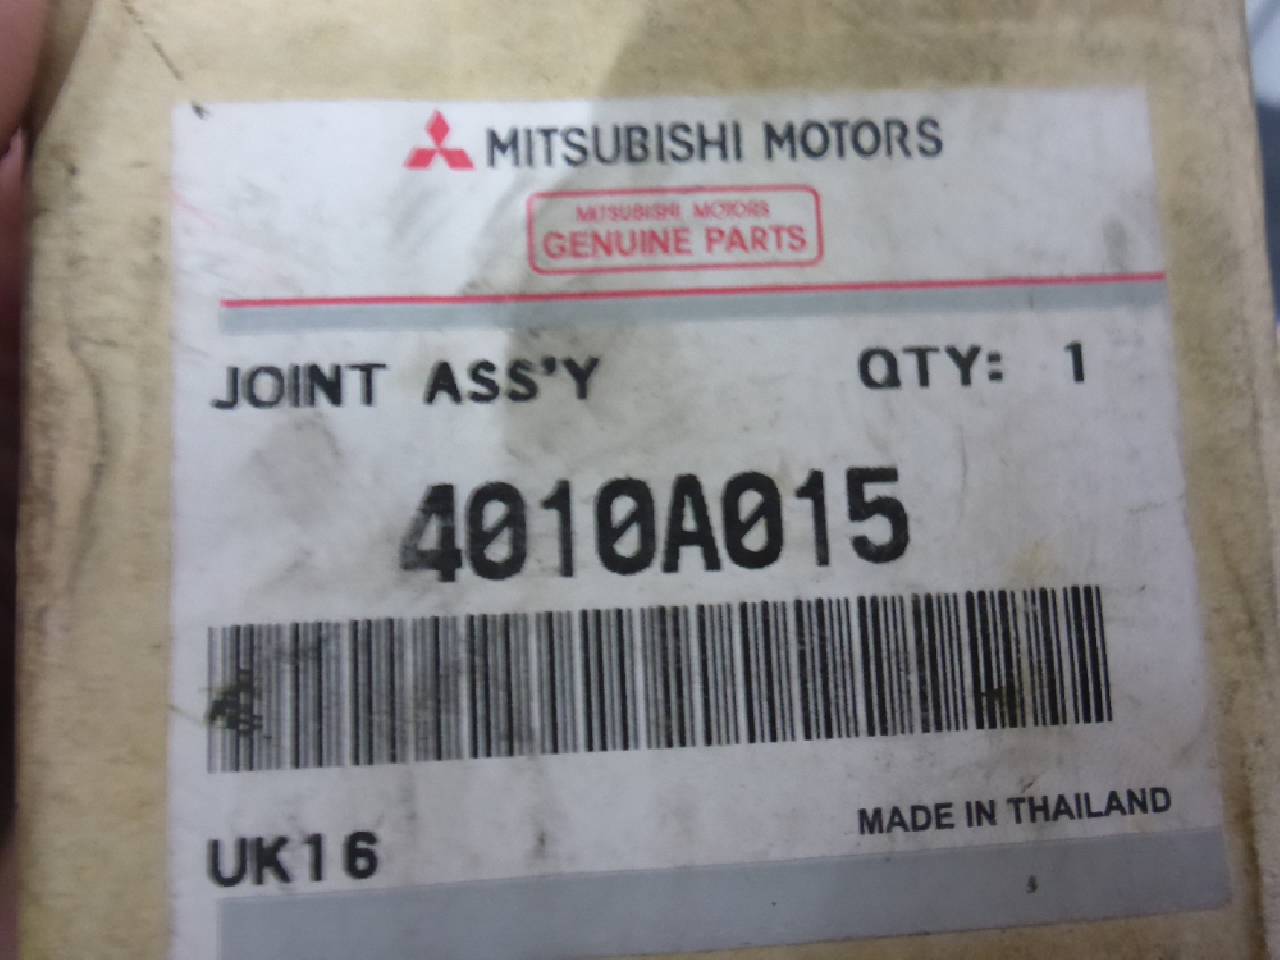 MITSUBISHI MOTORS
MITSUBISHI MOTORS
GENUINE PARTS
JOINT ASS'Y QTY: 1
4010A015
UK16
MADE IN THAILAND